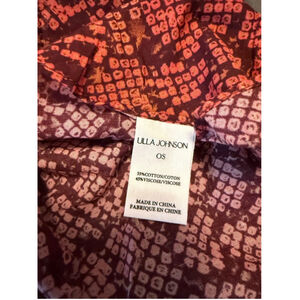 ULLA JOHNSON
OS
55%COTTON/COTON
45%VISCOSE/VISCOSE
MADE IN CHINA
FABRIQUE EN CHINE